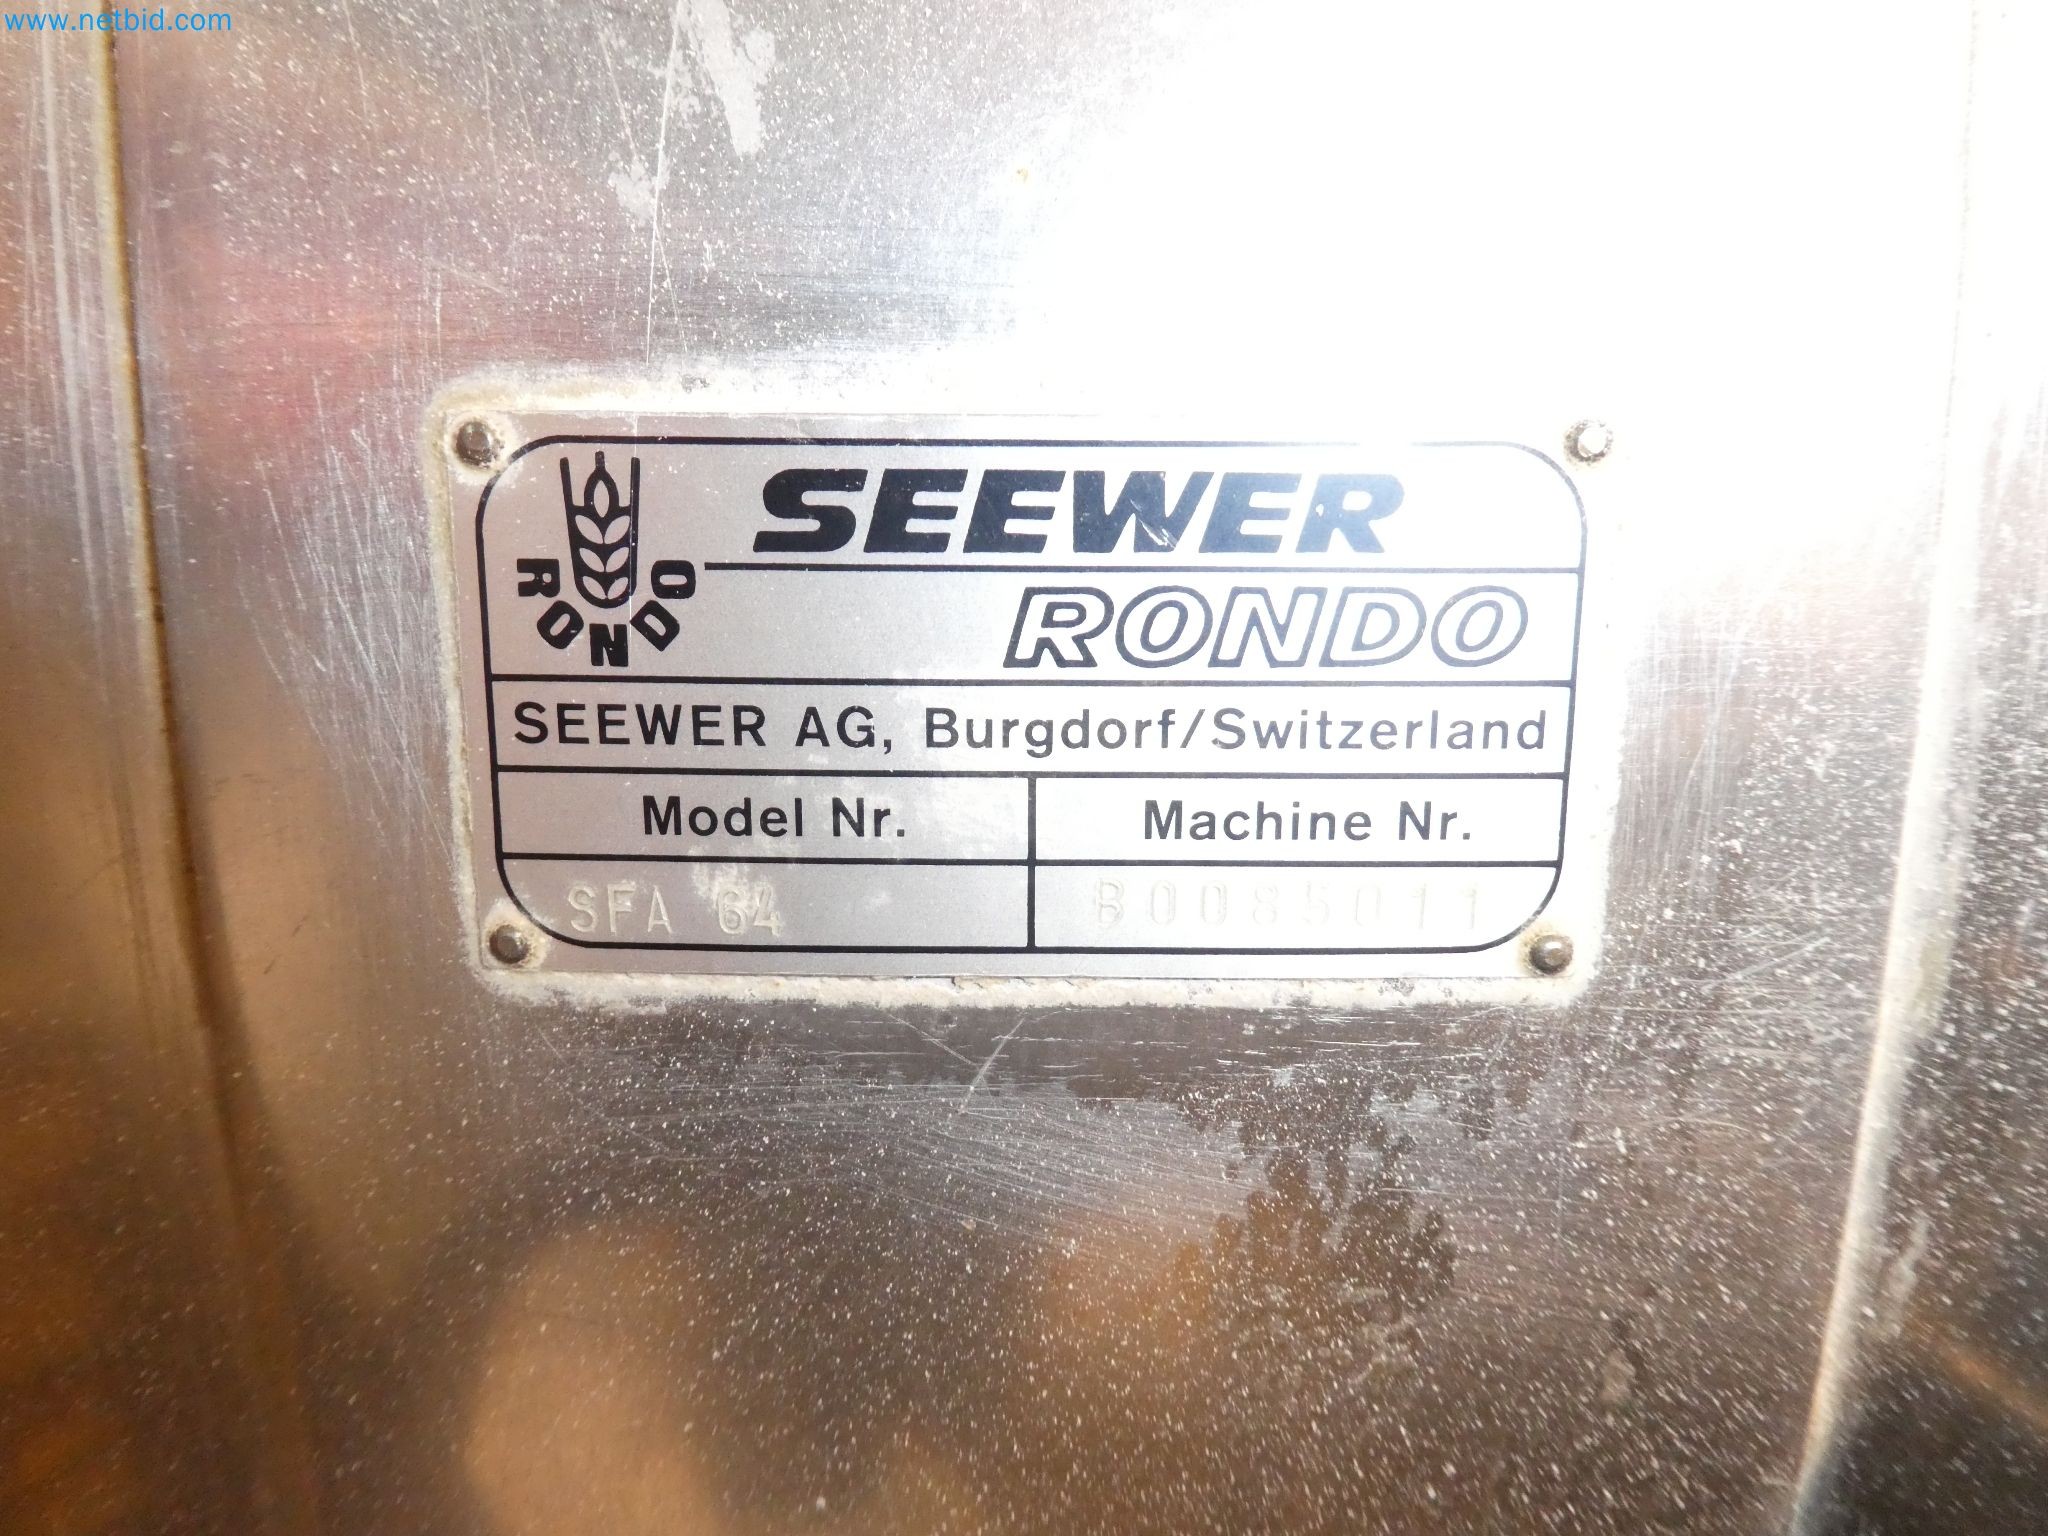 www.netbid.com
RONDO
SEEWER
RONDO
SEEWER AG, Burgdorf/Switzerland
Model Nr. Machine Nr.
SFA 64 B0085011